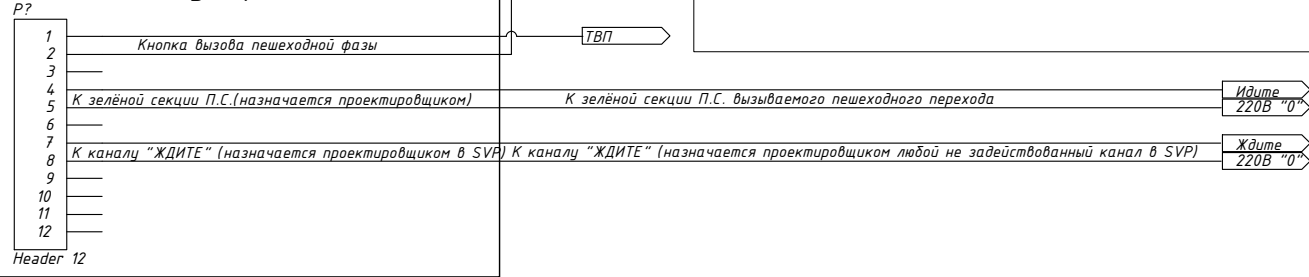 P?
1
Кнопка вызова пешеходной фазы
ТВП
2
3
4
Идите
К зелёной секции П.С.(назначается проектировщиком)
К зелёной секции П.С. вызываемого пешеходного перехода
5
220В "0"
6
7
Ждите
К каналу "ЖДИТЕ" (назначается проектировщиком в SVP)
К каналу "ЖДИТЕ" (назначается проектировщиком любой не задействованный канал в SVP)
8
220В "0"
9
10
11
12
Header 12